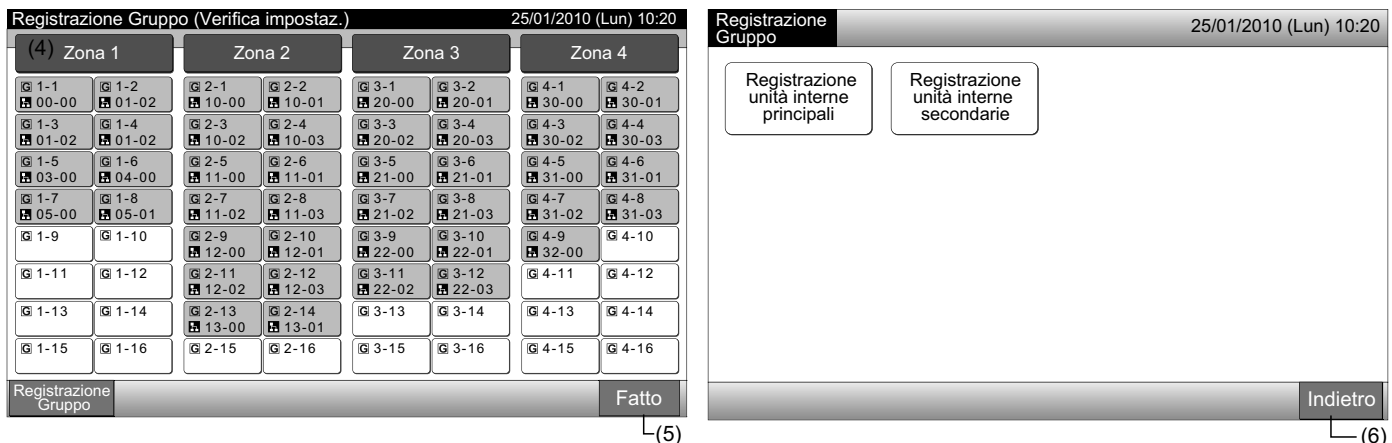 Registrazione Gruppo (Verifica impostaz.) 25/01/2010 (Lun) 10:20
(4) Zona 1 Zona 2 Zona 3 Zona 4
G 1-1 G 1-2 G 2-1 G 2-2 G 3-1 G 3-2 G 4-1 G 4-2
00-00 01-02 10-00 10-01 20-00 20-01 30-00 30-01
G 1-3 G 1-4 G 2-3 G 2-4 G 3-3 G 3-4 G 4-3 G 4-4
01-02 01-02 10-02 10-03 20-02 20-03 30-02 30-03
G 1-5 G 1-6 G 2-5 G 2-6 G 3-5 G 3-6 G 4-5 G 4-6
03-00 04-00 11-00 11-01 21-00 21-01 31-00 31-01
G 1-7 G 1-8 G 2-7 G 2-8 G 3-7 G 3-8 G 4-7 G 4-8
05-00 05-01 11-02 11-03 21-02 21-03 31-02 31-03
G 1-9 G 1-10 G 2-9 G 2-10 G 3-9 G 3-10 G 4-9 G 4-10
12-00 12-01 22-00 22-01 32-00
G 1-11 G 1-12 G 2-11 G 2-12 G 3-11 G 3-12 G 4-11 G 4-12
12-02 12-03 22-02 22-03
G 1-13 G 1-14 G 2-13 G 2-14 G 3-13 G 3-14 G 4-13 G 4-14
13-00 13-01
G 1-15 G 1-16 G 2-15 G 2-16 G 3-15 G 3-16 G 4-15 G 4-16
Registrazione
Gruppo
Fatto
(5)
Registrazione
Gruppo
25/01/2010 (Lun) 10:20
Registrazione
unità interne
principali
Registrazione
unità interne
secondarie
Indietro
(6)